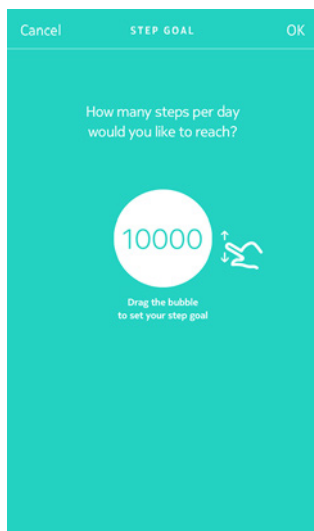 Cancel STEP GOAL OK
How many steps per day
would you like to reach?
10000
Drag the bubble
to set your step goal